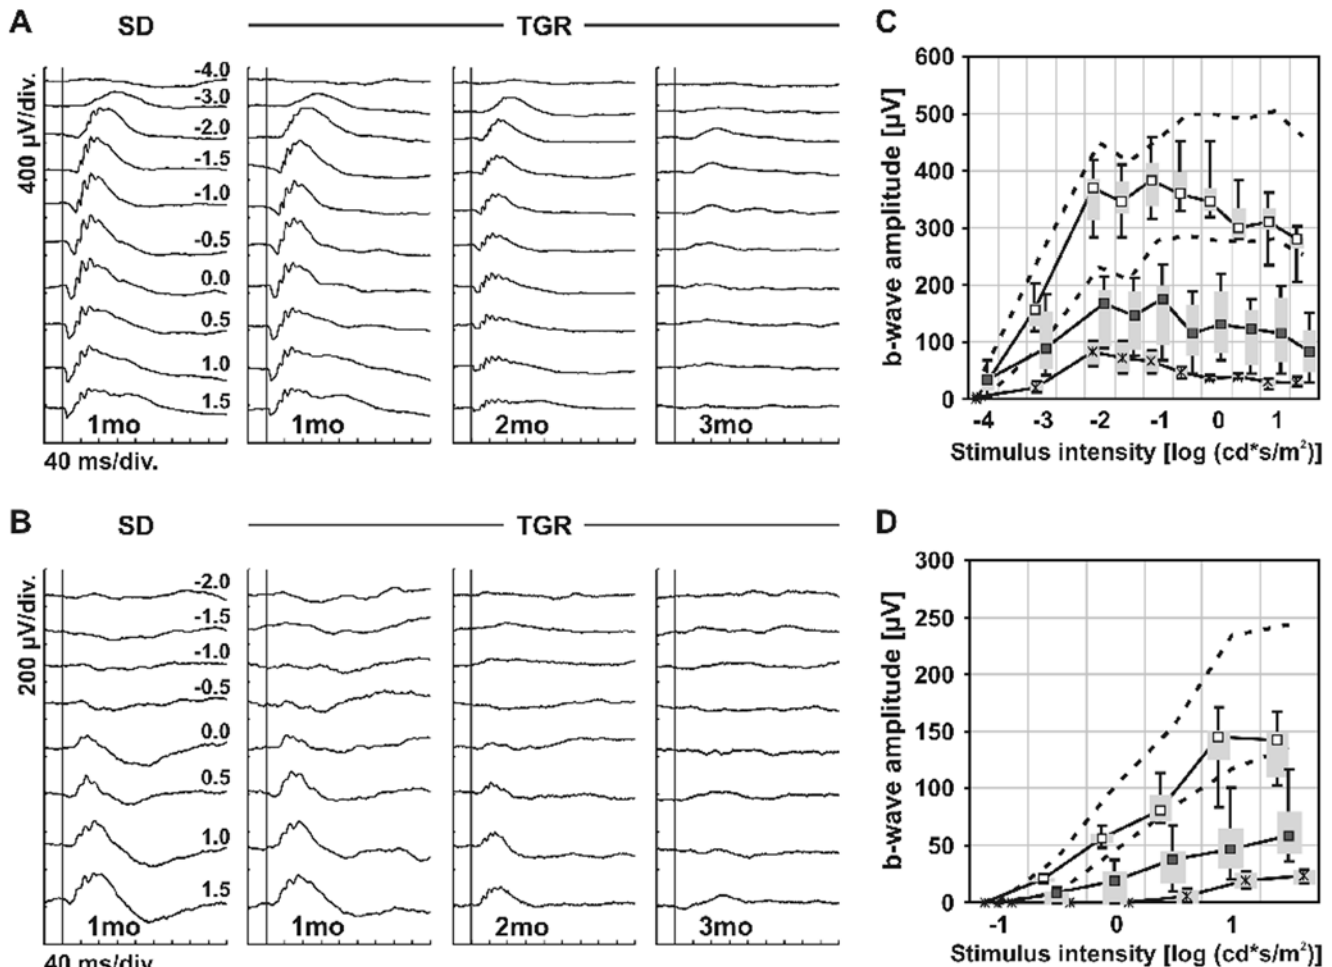 A
SD
TGR
400 µV/div.
-4.0
-3.0
-2.0
-1.5
-1.0
-0.5
0.0
0.5
1.0
1.5
1mo
1mo
2mo
3mo
40 ms/div.
C
b-wave amplitude [µV]
600
500
400
300
200
100
0
-4
-3
-2
-1
0
1
Stimulus intensity [log (cd*s/m²)]
B
SD
TGR
200 µV/div.
-2.0
-1.5
-1.0
-0.5
0.0
0.5
1.0
1.5
1mo
1mo
2mo
3mo
40 ms/div
D
b-wave amplitude [µV]
300
250
200
150
100
50
0
-1
0
1
Stimulus intensity [log (cd*s/m²)]